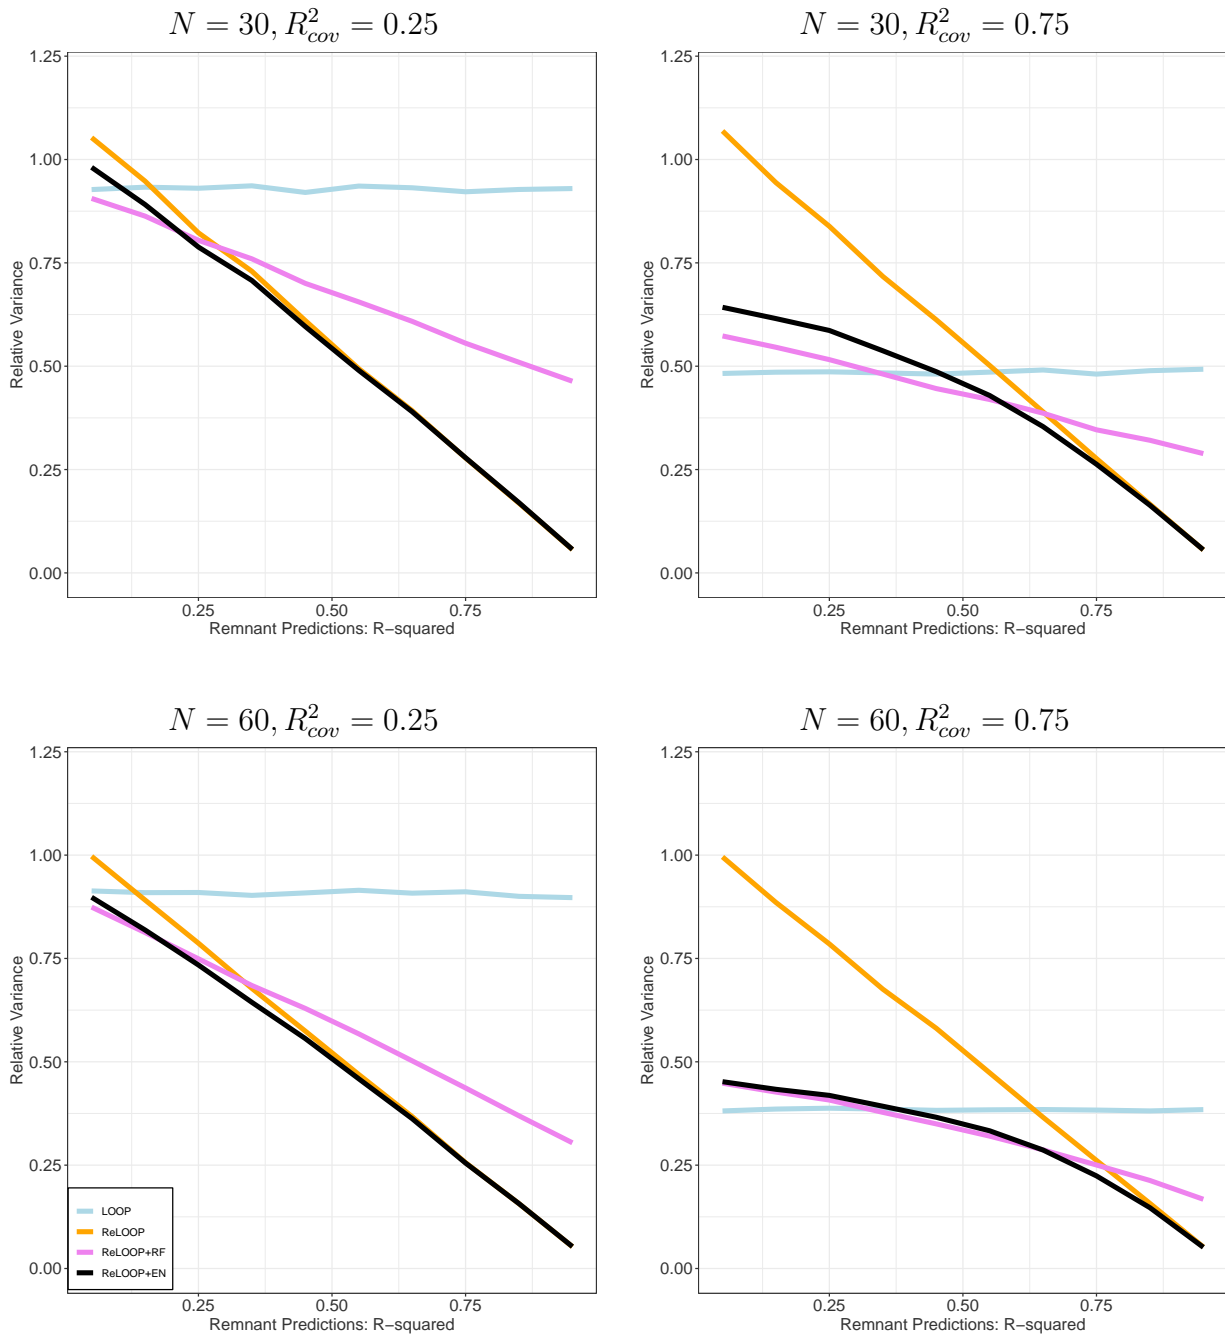 N = 30, R²cov = 0.25
1.25
1.00
0.75
0.50
0.25
0.00
Relative Variance
0.25 0.50 0.75
Remnant Predictions: R−squared
N = 30, R²cov = 0.75
1.25
1.00
0.75
0.50
0.25
0.00
Relative Variance
0.25 0.50 0.75
Remnant Predictions: R−squared
N = 60, R²cov = 0.25
1.25
1.00
0.75
0.50
0.25
0.00
Relative Variance
LOOP
ReLOOP
ReLOOP+RF
ReLOOP+EN
0.25 0.50 0.75
Remnant Predictions: R−squared
N = 60, R²cov = 0.75
1.25
1.00
0.75
0.50
0.25
0.00
Relative Variance
0.25 0.50 0.75
Remnant Predictions: R−squared